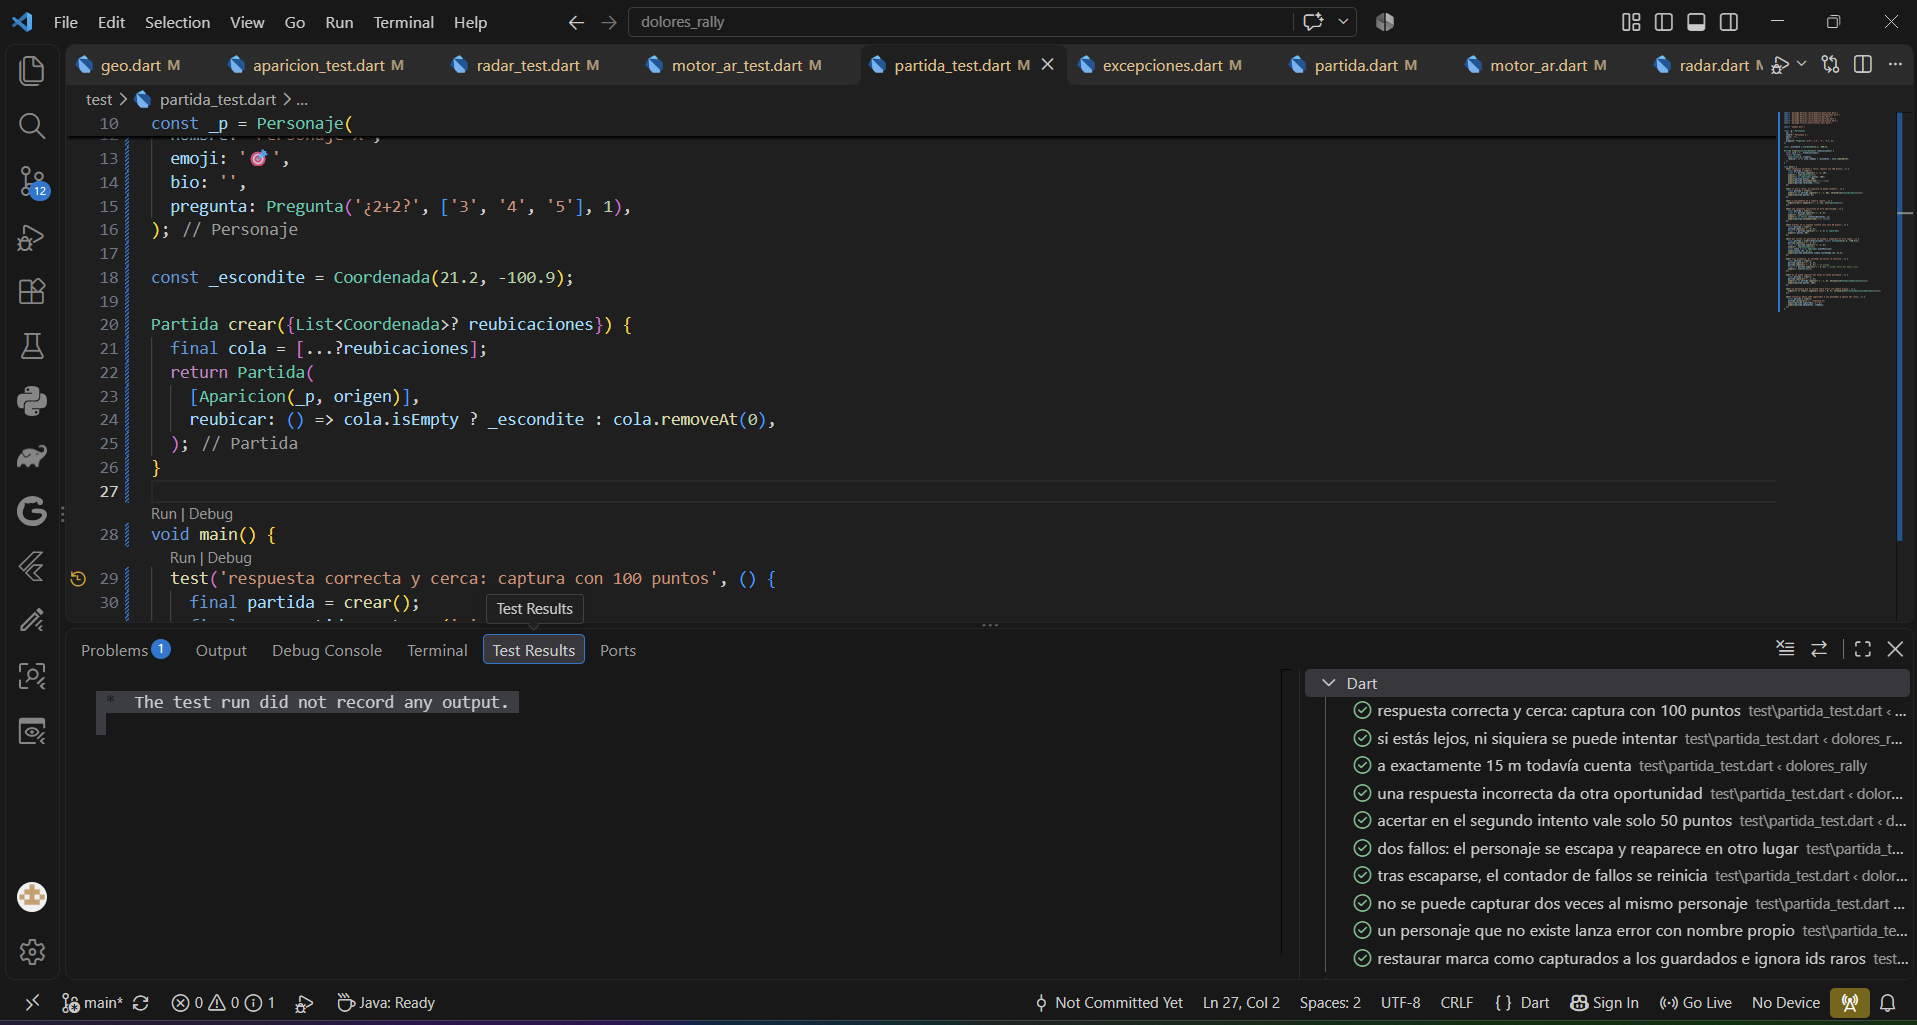 File Edit Selection View Go Run Terminal Help
dolores_rally
geo.dart M
aparicion_test.dart M
radar_test.dart M
motor_ar_test.dart M
partida_test.dart M
excepciones.dart M
partida.dart M
motor_ar.dart M
radar.dart
test > partida_test.dart > ...
10 const _p = Personaje(
13 emoji: '🎯',
14 bio: '',
15 pregunta: Pregunta('¿2+2?', ['3', '4', '5'], 1),
16 ); // Personaje
17
18 const _escondite = Coordenada(21.2, -100.9);
19
20 Partida crear({List<Coordenada>? reubicaciones}) {
21 final cola = [...?reubicaciones];
22 return Partida(
23 [Aparicion(_p, origen)],
24 reubicar: () => cola.isEmpty ? _escondite : cola.removeAt(0),
25 ); // Partida
26 }
27
Run | Debug
28 void main() {
Run | Debug
29 test('respuesta correcta y cerca: captura con 100 puntos', () {
30 final partida = crear();
Test Results
12
Problems 1
Output
Debug Console
Terminal
Test Results
Ports
* The test run did not record any output.
Dart
respuesta correcta y cerca: captura con 100 puntos test\partida_test.dart ‹ ...
si estás lejos, ni siquiera se puede intentar test\partida_test.dart ‹ dolores_r...
a exactamente 15 m todavía cuenta test\partida_test.dart ‹ dolores_rally
una respuesta incorrecta da otra oportunidad test\partida_test.dart ‹ dolor...
acertar en el segundo intento vale solo 50 puntos test\partida_test.dart ‹ d...
dos fallos: el personaje se escapa y reaparece en otro lugar test\partida_t...
tras escaparse, el contador de fallos se reinicia test\partida_test.dart ‹ dolor...
no se puede capturar dos veces al mismo personaje test\partida_test.dart ...
un personaje que no existe lanza error con nombre propio test\partida_te...
restaurar marca como capturados a los guardados e ignora ids raros test...
main* 0 0 1 Java: Ready
Not Committed Yet Ln 27, Col 2 Spaces: 2 UTF-8 CRLF {} Dart Sign In Go Live No Device